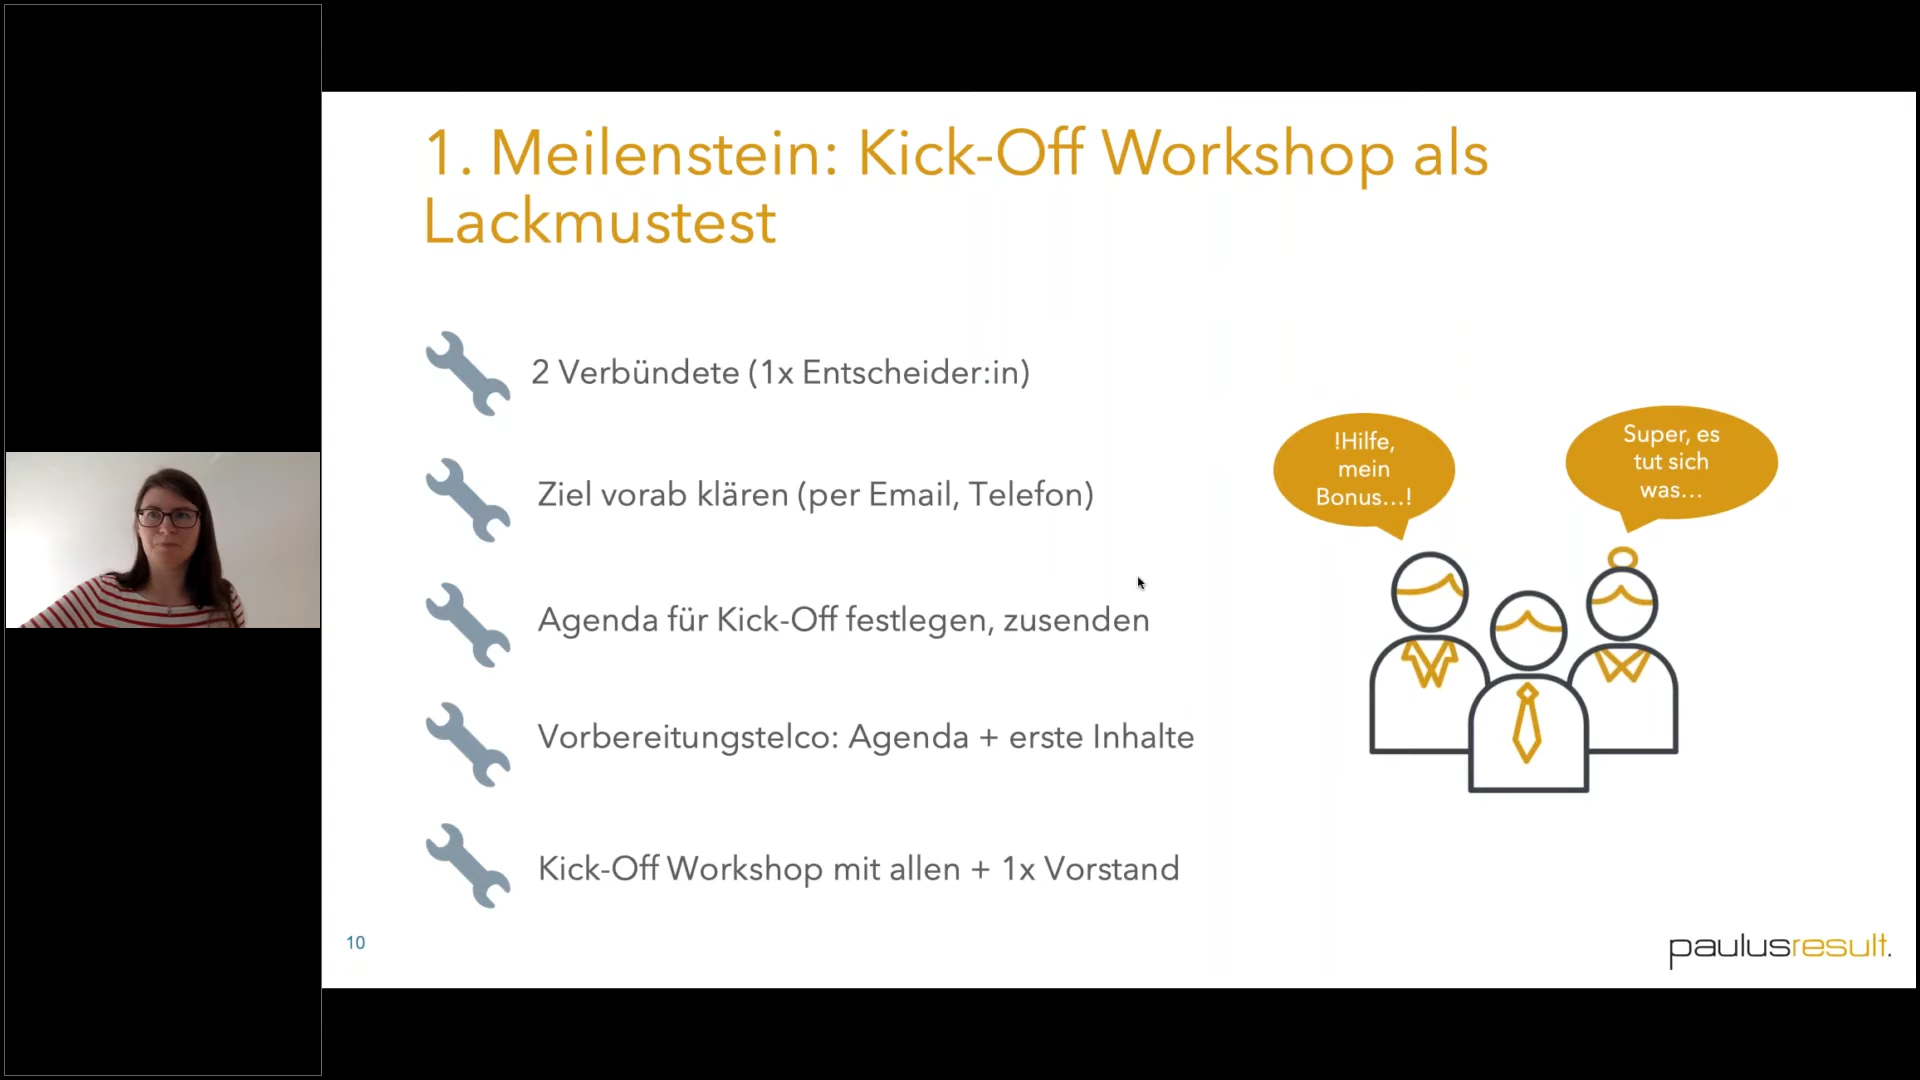 1. Meilenstein: Kick-Off Workshop als
Lackmustest
2 Verbündete (1x Entscheider:in)
Ziel vorab klären (per Email, Telefon)
Agenda für Kick-Off festlegen, zusenden
Vorbereitungstelco: Agenda + erste Inhalte
Kick-Off Workshop mit allen + 1x Vorstand
!Hilfe,
mein
Bonus...!
Super, es
tut sich
was...
10
paulusresult.